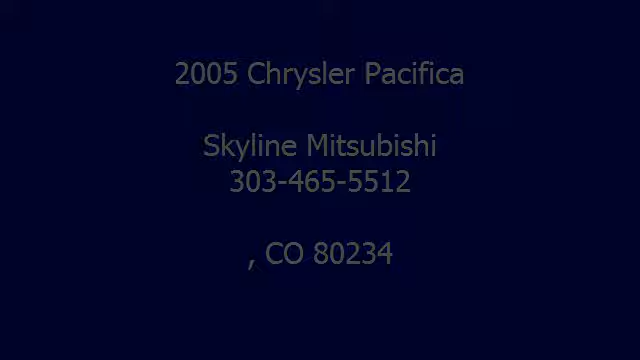 2005 Chrysler Pacifica
Skyline Mitsubishi
303-465-5512
, CO 80234